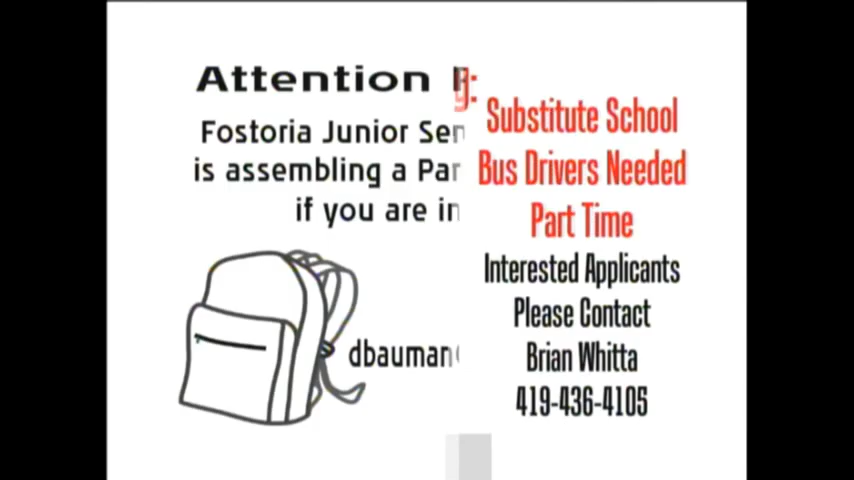 Attention
Fostoria Junior Sen
is assembling a Par
if you are in
dbauman
Substitute School
Bus Drivers Needed
Part Time
Interested Applicants
Please Contact
Brian Whitta
419-436-4105